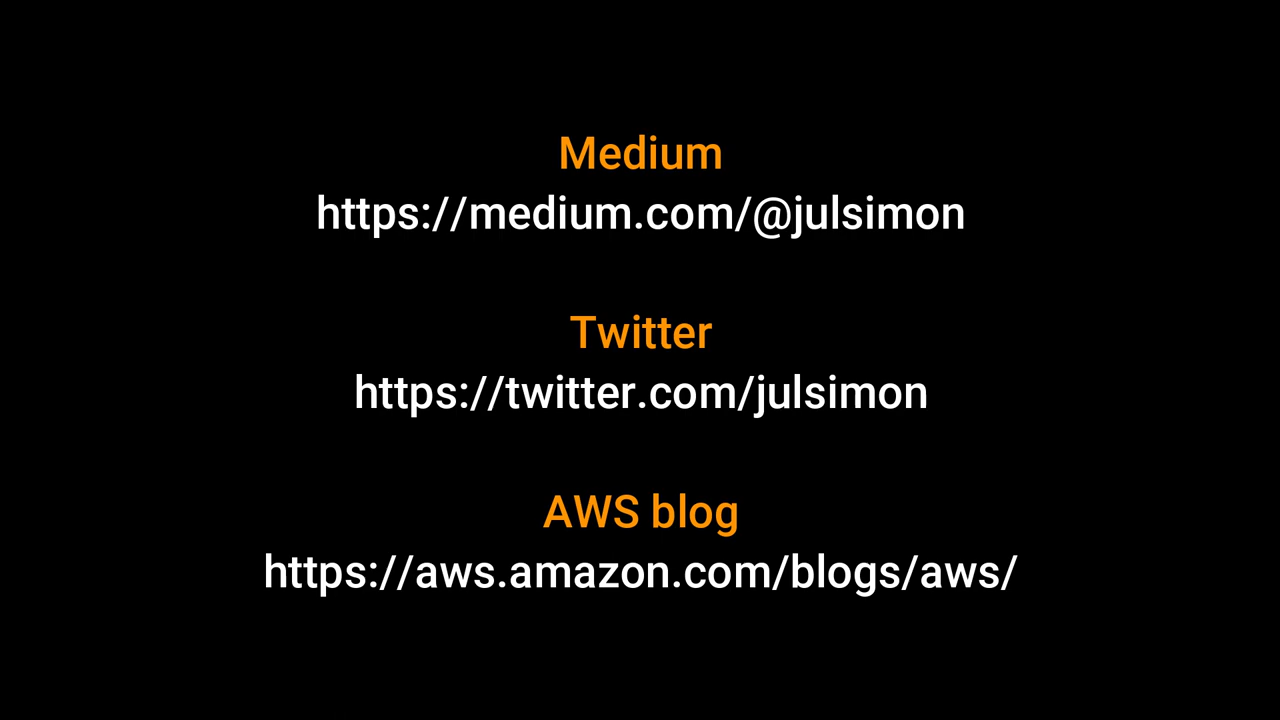 Medium
https://medium.com/@julsimon
Twitter
https://twitter.com/julsimon
AWS blog
https://aws.amazon.com/blogs/aws/